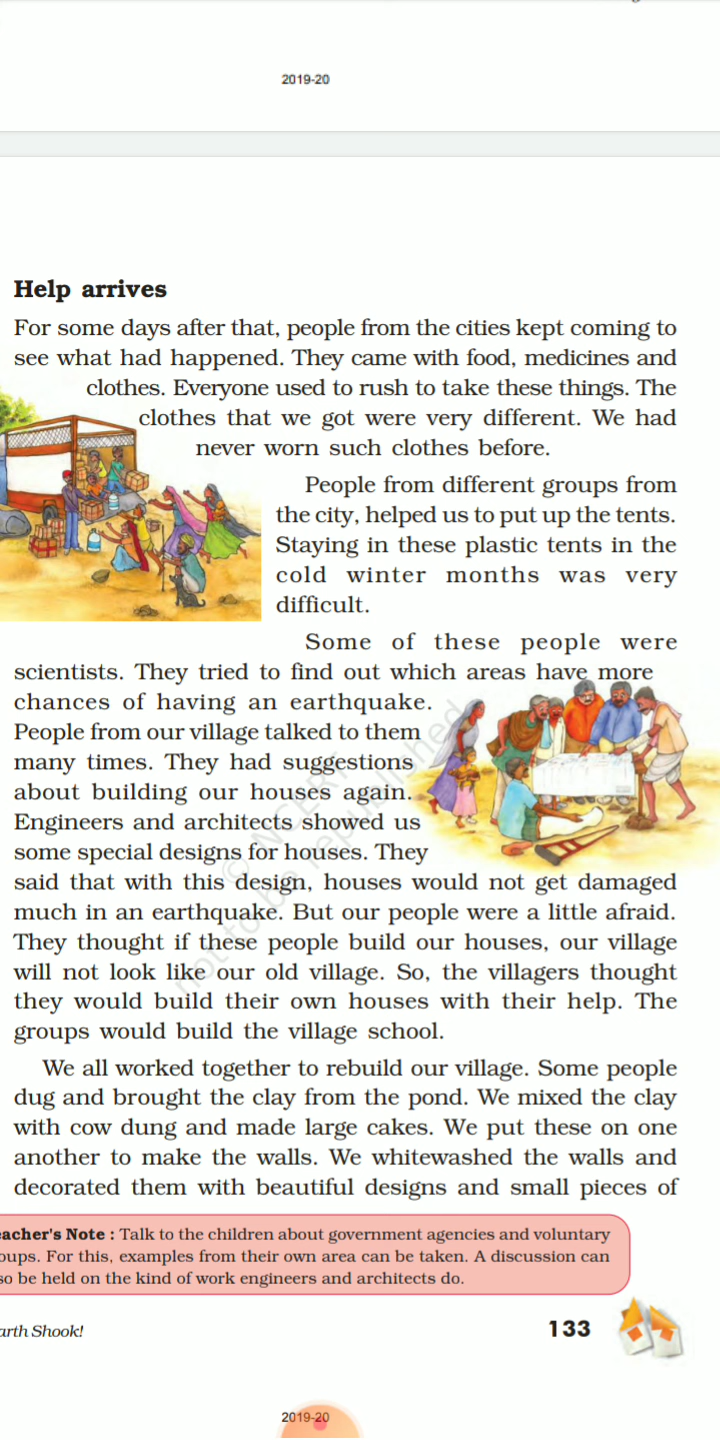 2019-20
Help arrives
For some days after that, people from the cities kept coming to
see what had happened. They came with food, medicines and
clothes. Everyone used to rush to take these things. The
clothes that we got were very different. We had
never worn such clothes before.
People from different groups from
the city, helped us to put up the tents.
Staying in these plastic tents in the
cold winter months was very
difficult.
Some of these people were
scientists. They tried to find out which areas have more
chances of having an earthquake.
People from our village talked to them
many times. They had suggestions
about building our houses again.
Engineers and architects showed us
some special designs for houses. They
said that with this design, houses would not get damaged
much in an earthquake. But our people were a little afraid.
They thought if these people build our houses, our village
will not look like our old village. So, the villagers thought
they would build their own houses with their help. The
groups would build the village school.
We all worked together to rebuild our village. Some people
dug and brought the clay from the pond. We mixed the clay
with cow dung and made large cakes. We put these on one
another to make the walls. We whitewashed the walls and
decorated them with beautiful designs and small pieces of
© NCERT
not to be republished
eacher's Note : Talk to the children about government agencies and voluntary
oups. For this, examples from their own area can be taken. A discussion can
so be held on the kind of work engineers and architects do.
arth Shook!
133
2019-20